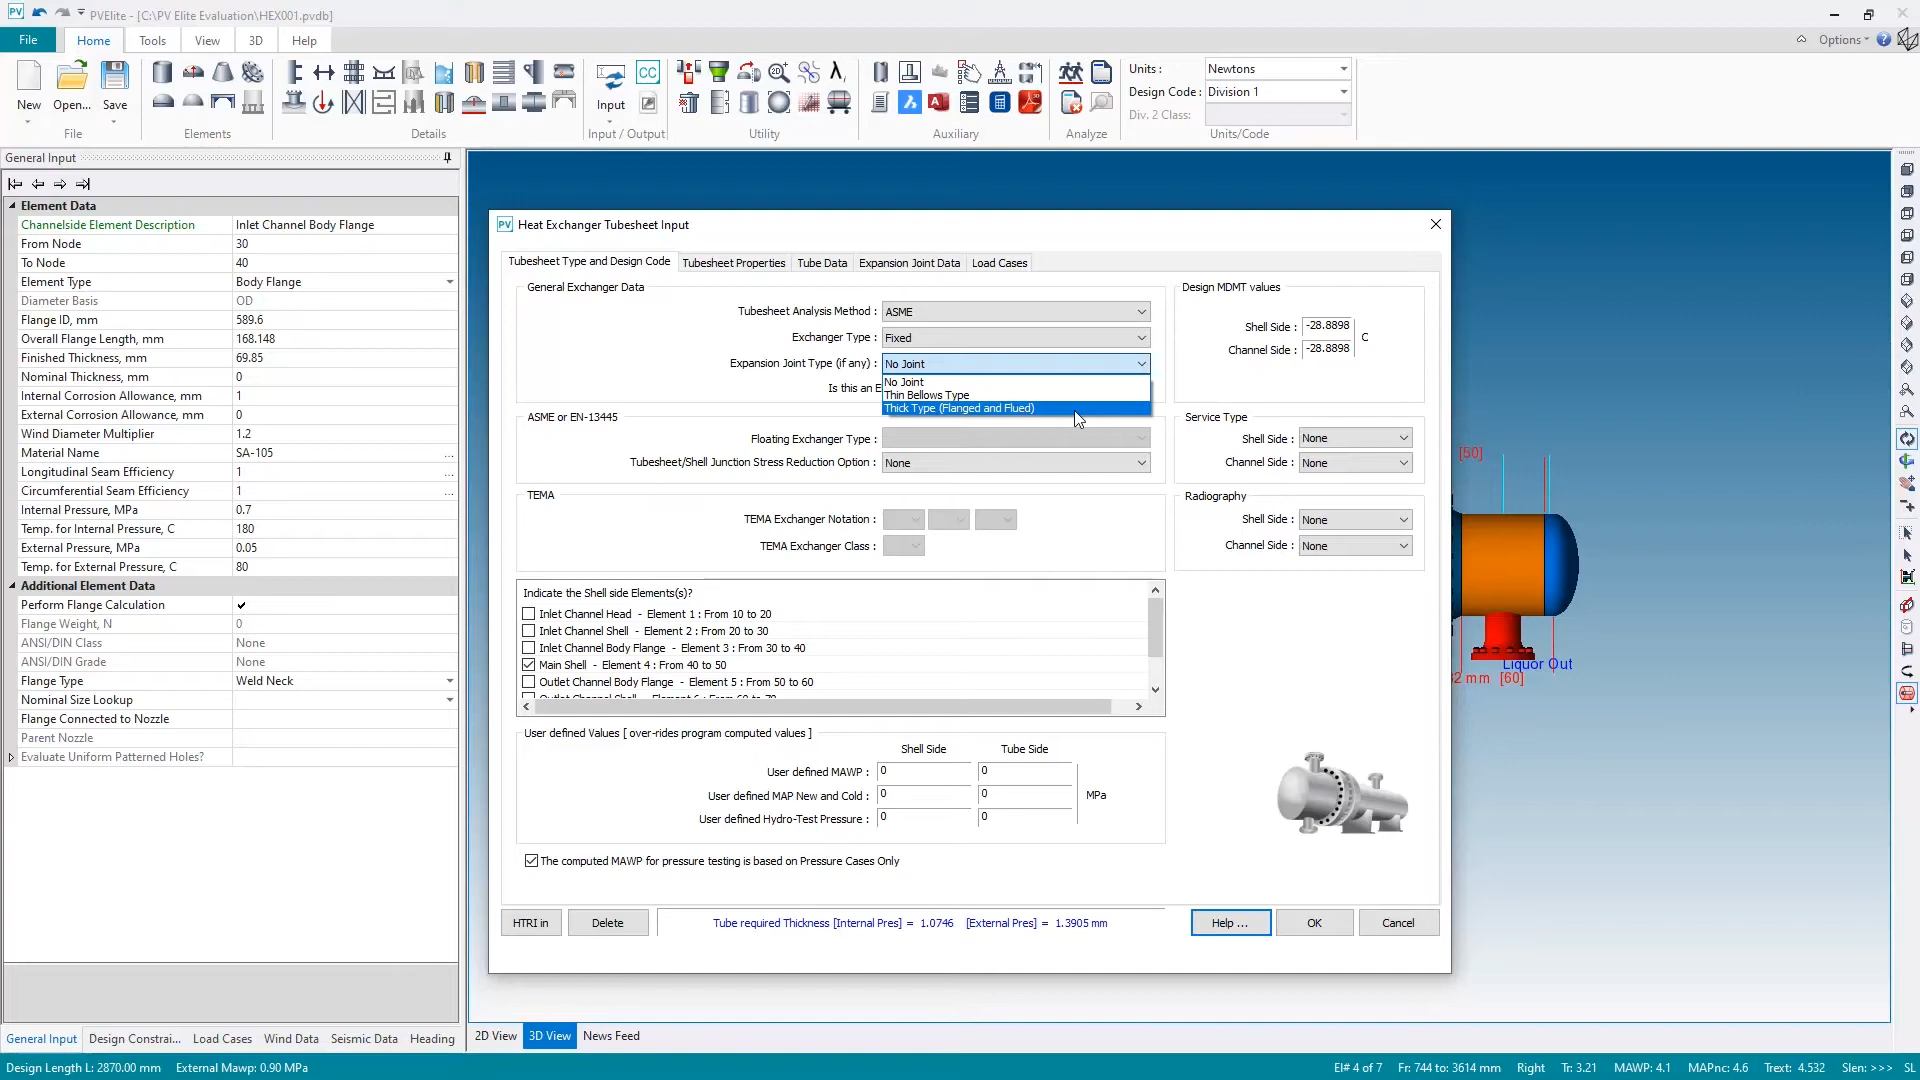 PVElite - [C:\PV Elite Evaluation\HEX001.pvdb]
File Home Tools View 3D Help Options
New Open... Save Input
Units : Newtons
Design Code : Division 1
Div. 2 Class:
File Elements Details Input / Output Utility Auxiliary Analyze Units/Code
General Input
Element Data
Channelside Element Description Inlet Channel Body Flange
From Node 30
To Node 40
Element Type Body Flange
Diameter Basis OD
Flange ID, mm 589.6
Overall Flange Length, mm 168.148
Finished Thickness, mm 69.85
Nominal Thickness, mm 0
Internal Corrosion Allowance, mm 1
External Corrosion Allowance, mm 0
Wind Diameter Multiplier 1.2
Material Name SA-105 ...
Longitudinal Seam Efficiency 1 ...
Circumferential Seam Efficiency 1 ...
Internal Pressure, MPa 0.7
Temp. for Internal Pressure, C 180
External Pressure, MPa 0.05
Temp. for External Pressure, C 80
Additional Element Data
Perform Flange Calculation
Flange Weight, N 0
ANSI/DIN Class None
ANSI/DIN Grade None
Flange Type Weld Neck
Nominal Size Lookup
Flange Connected to Nozzle
Parent Nozzle
Evaluate Uniform Patterned Holes?
General Input Design Constrai... Load Cases Wind Data Seismic Data Heading
PV Heat Exchanger Tubesheet Input
Tubesheet Type and Design Code Tubesheet Properties Tube Data Expansion Joint Data Load Cases
General Exchanger Data
Tubesheet Analysis Method : ASME
Exchanger Type : Fixed
Expansion Joint Type (if any) : No Joint
Is this an E
No Joint
Thin Bellows Type
Thick Type (Flanged and Flued)
ASME or EN-13445
Floating Exchanger Type :
Tubesheet/Shell Junction Stress Reduction Option : None
TEMA
TEMA Exchanger Notation :
TEMA Exchanger Class :
Design MDMT values
Shell Side : -28.8898 C
Channel Side : -28.8898
Service Type
Shell Side : None
Channel Side : None
Radiography
Shell Side : None
Channel Side : None
Indicate the Shell side Elements(s)?
Inlet Channel Head - Element 1 : From 10 to 20
Inlet Channel Shell - Element 2 : From 20 to 30
Inlet Channel Body Flange - Element 3 : From 30 to 40
Main Shell - Element 4 : From 40 to 50
Outlet Channel Body Flange - Element 5 : From 50 to 60
Outlet Channel Shell - Element 6 : From 60 to 70
User defined Values [ over-rides program computed values ]
Shell Side Tube Side
User defined MAWP : 0 0
User defined MAP New and Cold : 0 0 MPa
User defined Hydro-Test Pressure : 0 0
The computed MAWP for pressure testing is based on Pressure Cases Only
HTRI in Delete Tube required Thickness [Internal Pres] = 1.0746 [External Pres] = 1.3905 mm Help ... OK Cancel
[50]
Liquor Out
2 mm [60]
2D View 3D View News Feed
Design Length L: 2870.00 mm External Mawp: 0.90 MPa El# 4 of 7 Fr: 744 to 3614 mm Right Tr: 3.21 MAWP: 4.1 MAPnc: 4.6 Trext: 4.532 Slen: >>> SL